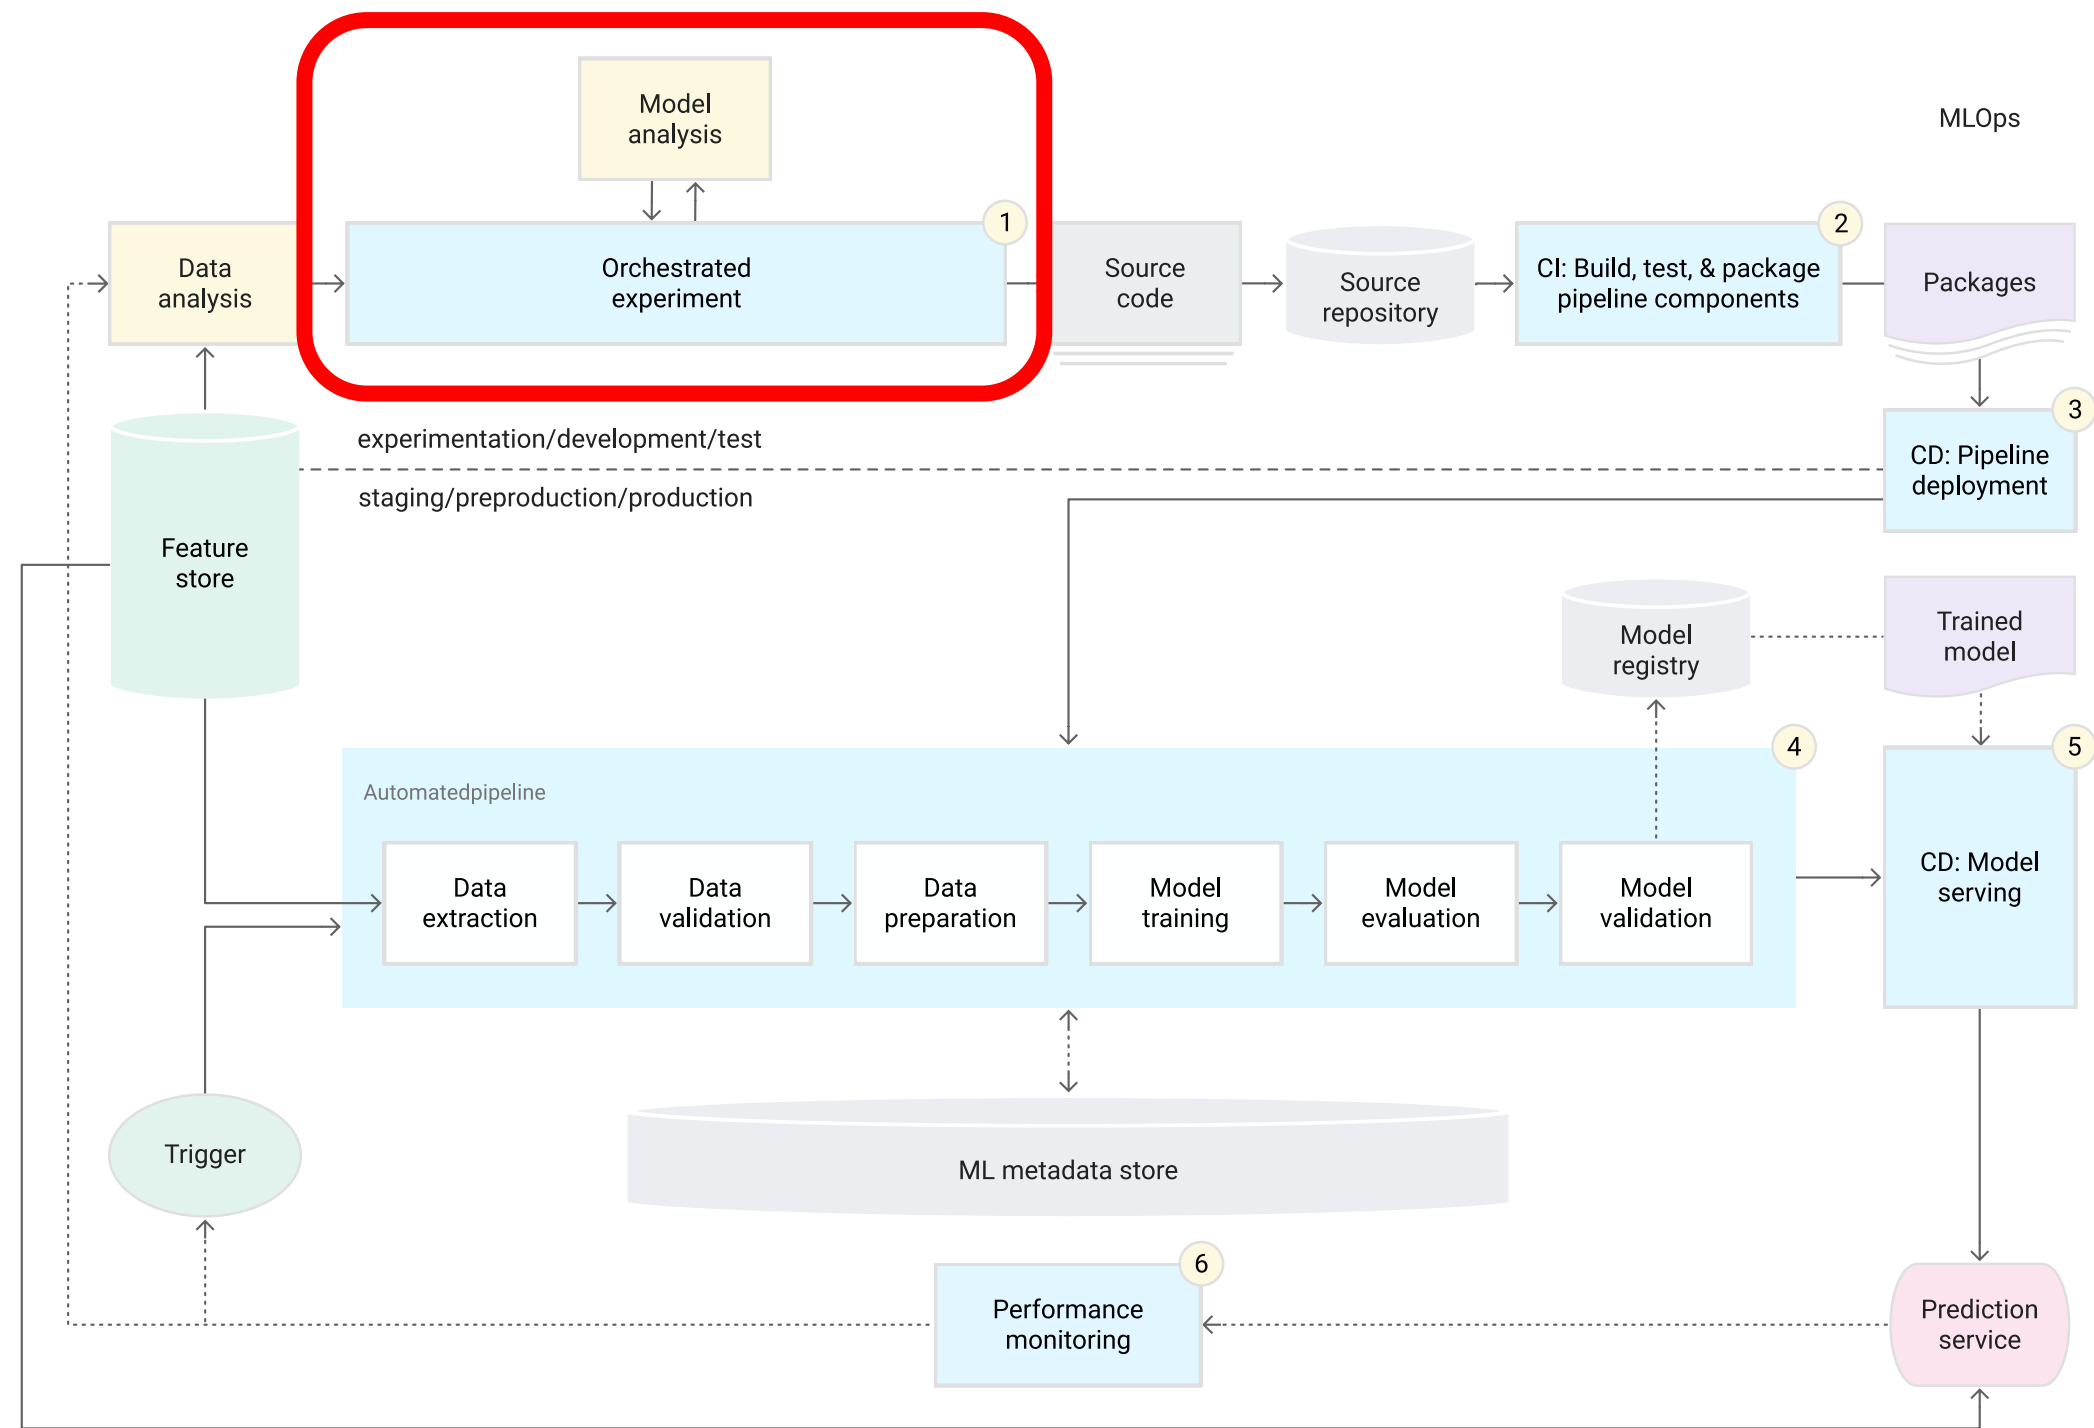 Model
analysis
MLOps
1
2
Data
analysis
Orchestrated
experiment
Source
code
Source
repository
CI: Build, test, & package
pipeline components
Packages
3
experimentation/development/test
CD: Pipeline
deployment
staging/preproduction/production
Feature
store
Model
registry
Trained
model
4
5
Automatedpipeline
Data
extraction
Data
validation
Data
preparation
Model
training
Model
evaluation
Model
validation
CD: Model
serving
Trigger
ML metadata store
6
Performance
monitoring
Prediction
service